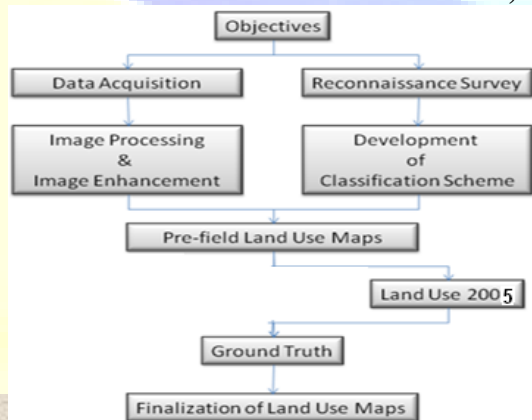 Objectives
Data Acquisition
Reconnaissance Survey
Image Processing
&
Image Enhancement
Development
of
Classification Scheme
Pre-field Land Use Maps
Land Use 2005
Ground Truth
Finalization of Land Use Maps